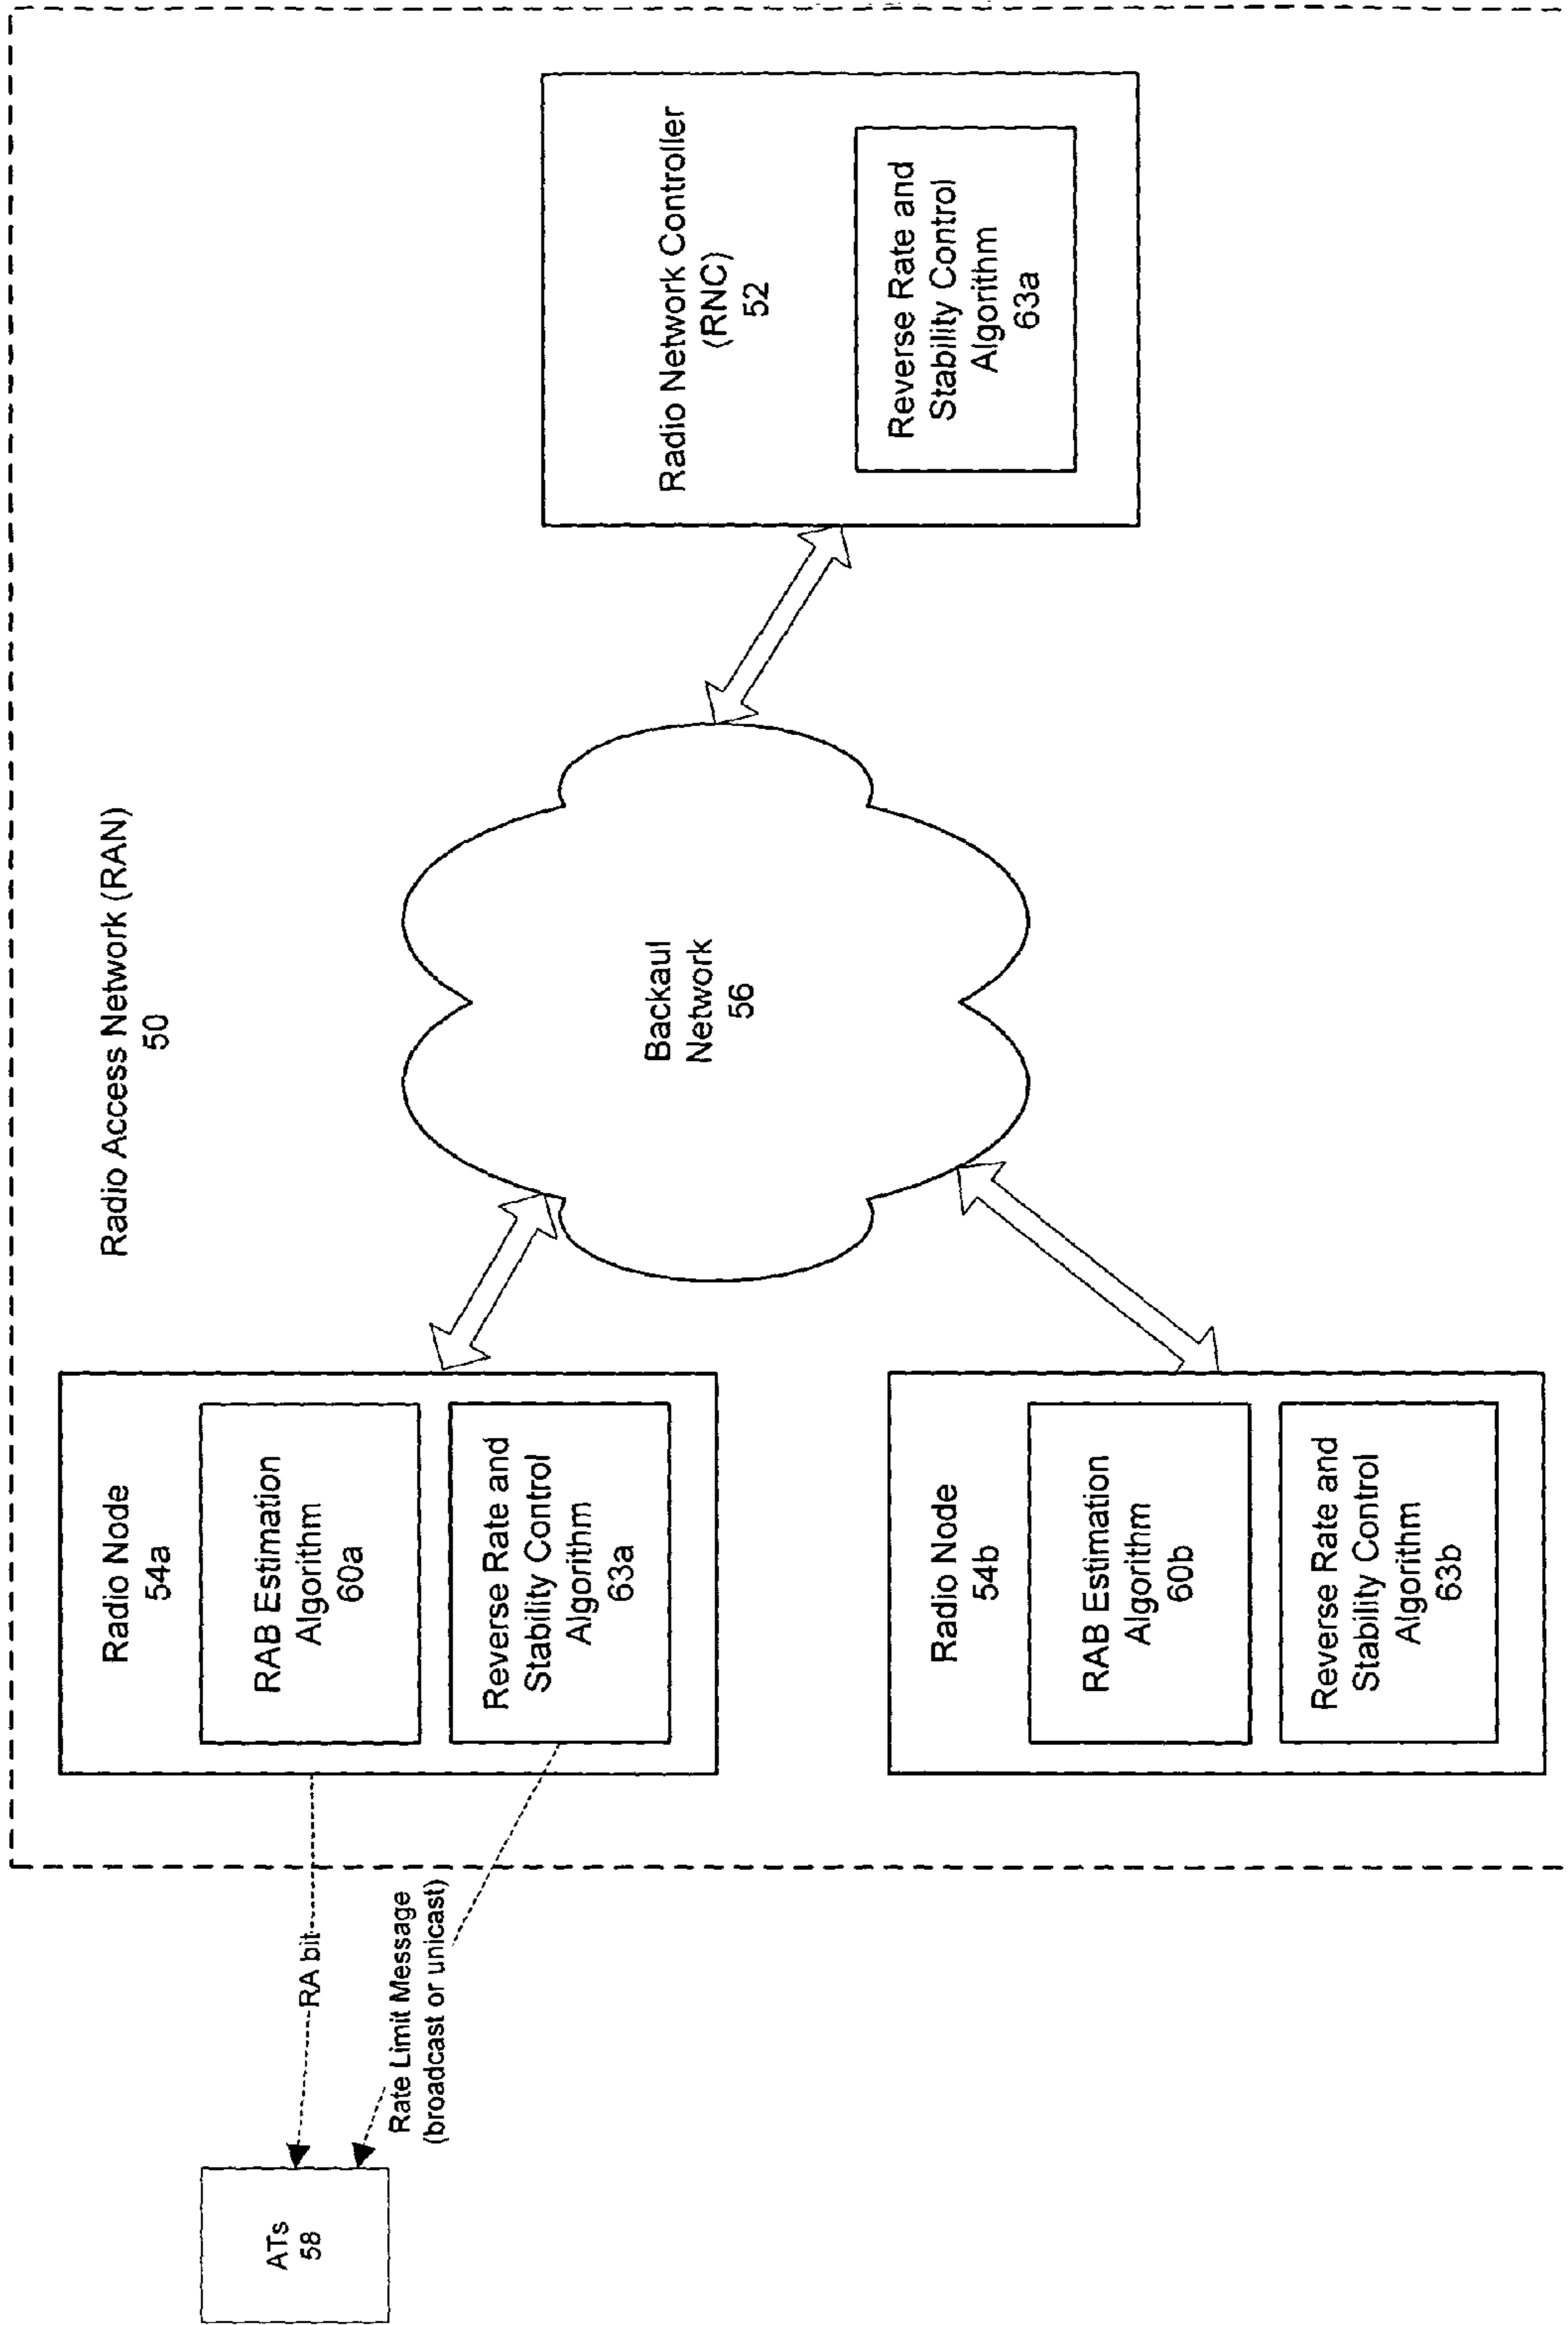 Radio Access Network (RAN)
50
ATs
58
RA bit
Rate Limit Message
(broadcast or unicast)
Radio Node
54a
RAB Estimation
Algorithm
60a
Reverse Rate and
Stability Control
Algorithm
63a
Radio Node
54b
RAB Estimation
Algorithm
60b
Reverse Rate and
Stability Control
Algorithm
63b
Backaul
Network
56
Radio Network Controller
(RNC)
52
Reverse Rate and
Stability Control
Algorithm
63a